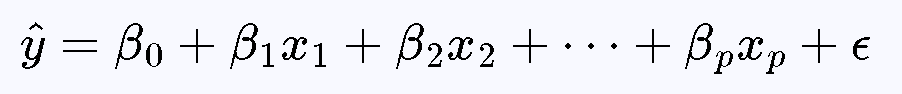 ŷ = β₀ + β₁x₁ + β₂x₂ + ⋯ + βₚxₚ + ϵ